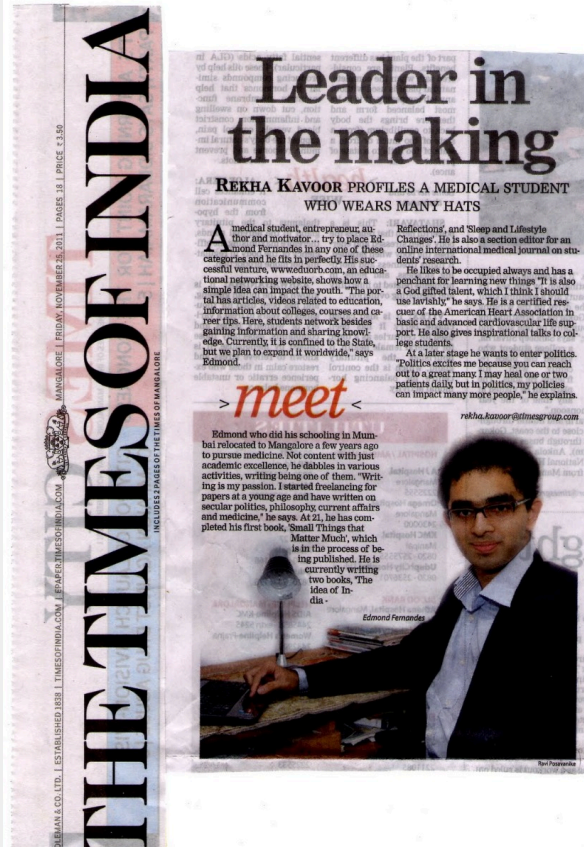 THE TIMES OF INDIA
OLEMAN & CO. LTD. | ESTABLISHED 1838 | TIMESOFINDIA.COM | EPAPER.TIMESOFINDIA.COM
MANGALORE | FRIDAY, NOVEMBER 25, 2011 | PAGES 18 | PRICE ₹ 3.50
INCLUDES 2 PAGES OF THE TIMES OF MANGALORE
Leader in
the making
REKHA KAVOOR PROFILES A MEDICAL STUDENT
WHO WEARS MANY HATS
A medical student, entrepreneur, au-
thor and motivator... try to place Ed-
mond Fernandes in any one of these
categories and he fits in perfectly. His suc-
cessful venture, www.eduorb.com, an educa-
tional networking website, shows how a
simple idea can impact the youth. "The por-
tal has articles, videos related to education,
information about colleges, courses and ca-
reer tips. Here, students network besides
gaining information and sharing knowl-
edge. Currently, it is confined to the State,
but we plan to expand it worldwide," says
Edmond.
> meet <
Edmond who did his schooling in Mum-
bai relocated to Mangalore a few years ago
to pursue medicine. Not content with just
academic excellence, he dabbles in various
activities, writing being one of them. "Writ-
ing is my passion. I started freelancing for
papers at a young age and have written on
secular politics, philosophy, current affairs
and medicine," he says. At 21, he has com-
pleted his first book, 'Small Things that
Matter Much', which
is in the process of be-
ing published. He is
currently writing
two books, 'The
idea of In-
dia -
Reflections', and 'Sleep and Lifestyle
Changes'. He is also a section editor for an
online international medical journal on stu-
dents' research.
He likes to be occupied always and has a
penchant for learning new things "It is also
a God gifted talent, which I think I should
use lavishly," he says. He is a certified res-
cuer of the American Heart Association in
basic and advanced cardiovascular life sup-
port. He also gives inspirational talks to col-
lege students.
At a later stage he wants to enter politics.
"Politics excites me because you can reach
out to a great many. I may heal one or two
patients daily, but in politics, my policies
can impact many more people," he explains.
rekha.kavoor@timesgroup.com
Edmond Fernandes